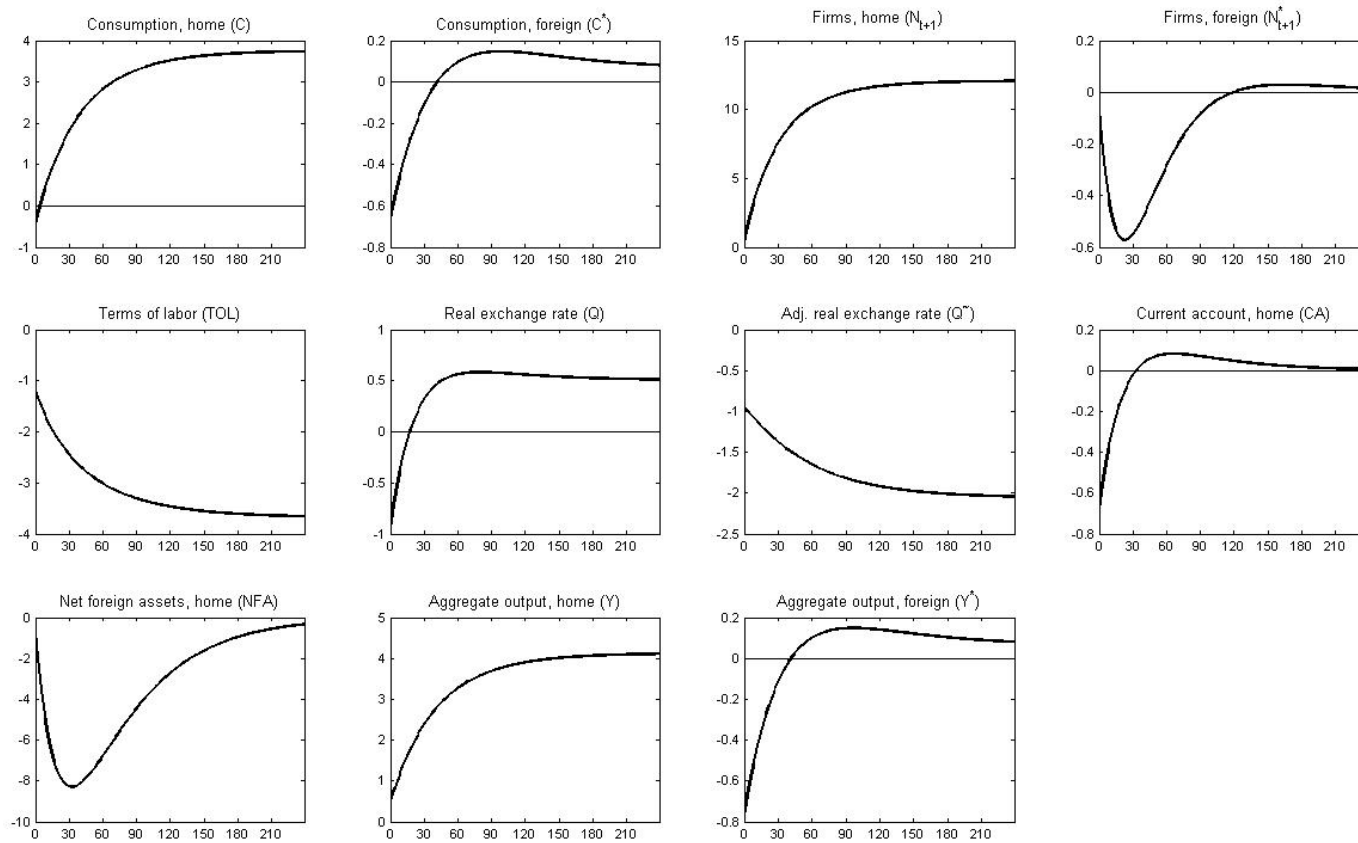 Consumption, home (C)
4
3
2
1
0
-1
0 30 60 90 120 150 180 210
Consumption, foreign (C*)
0.2
0
-0.2
-0.4
-0.6
-0.8
0 30 60 90 120 150 180 210
Firms, home (Nt+1)
15
10
5
0
0 30 60 90 120 150 180 210
Firms, foreign (N*t+1)
0.2
0
-0.2
-0.4
-0.6
0 30 60 90 120 150 180 210
Terms of labor (TOL)
0
-1
-2
-3
-4
0 30 60 90 120 150 180 210
Real exchange rate (Q)
1
0.5
0
-0.5
-1
0 30 60 90 120 150 180 210
Adj. real exchange rate (Q~)
0
-0.5
-1
-1.5
-2
-2.5
0 30 60 90 120 150 180 210
Current account, home (CA)
0.2
0
-0.2
-0.4
-0.6
-0.8
0 30 60 90 120 150 180 210
Net foreign assets, home (NFA)
0
-2
-4
-6
-8
-10
0 30 60 90 120 150 180 210
Aggregate output, home (Y)
5
4
3
2
1
0
0 30 60 90 120 150 180 210
Aggregate output, foreign (Y*)
0.2
0
-0.2
-0.4
-0.6
-0.8
0 30 60 90 120 150 180 210